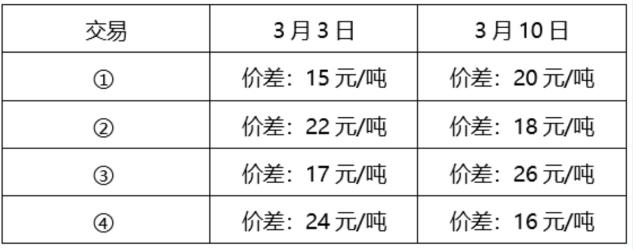 交易 3月3日 3月10日
① 价差：15元/吨 价差：20元/吨
② 价差：22元/吨 价差：18元/吨
③ 价差：17元/吨 价差：26元/吨
④ 价差：24元/吨 价差：16元/吨